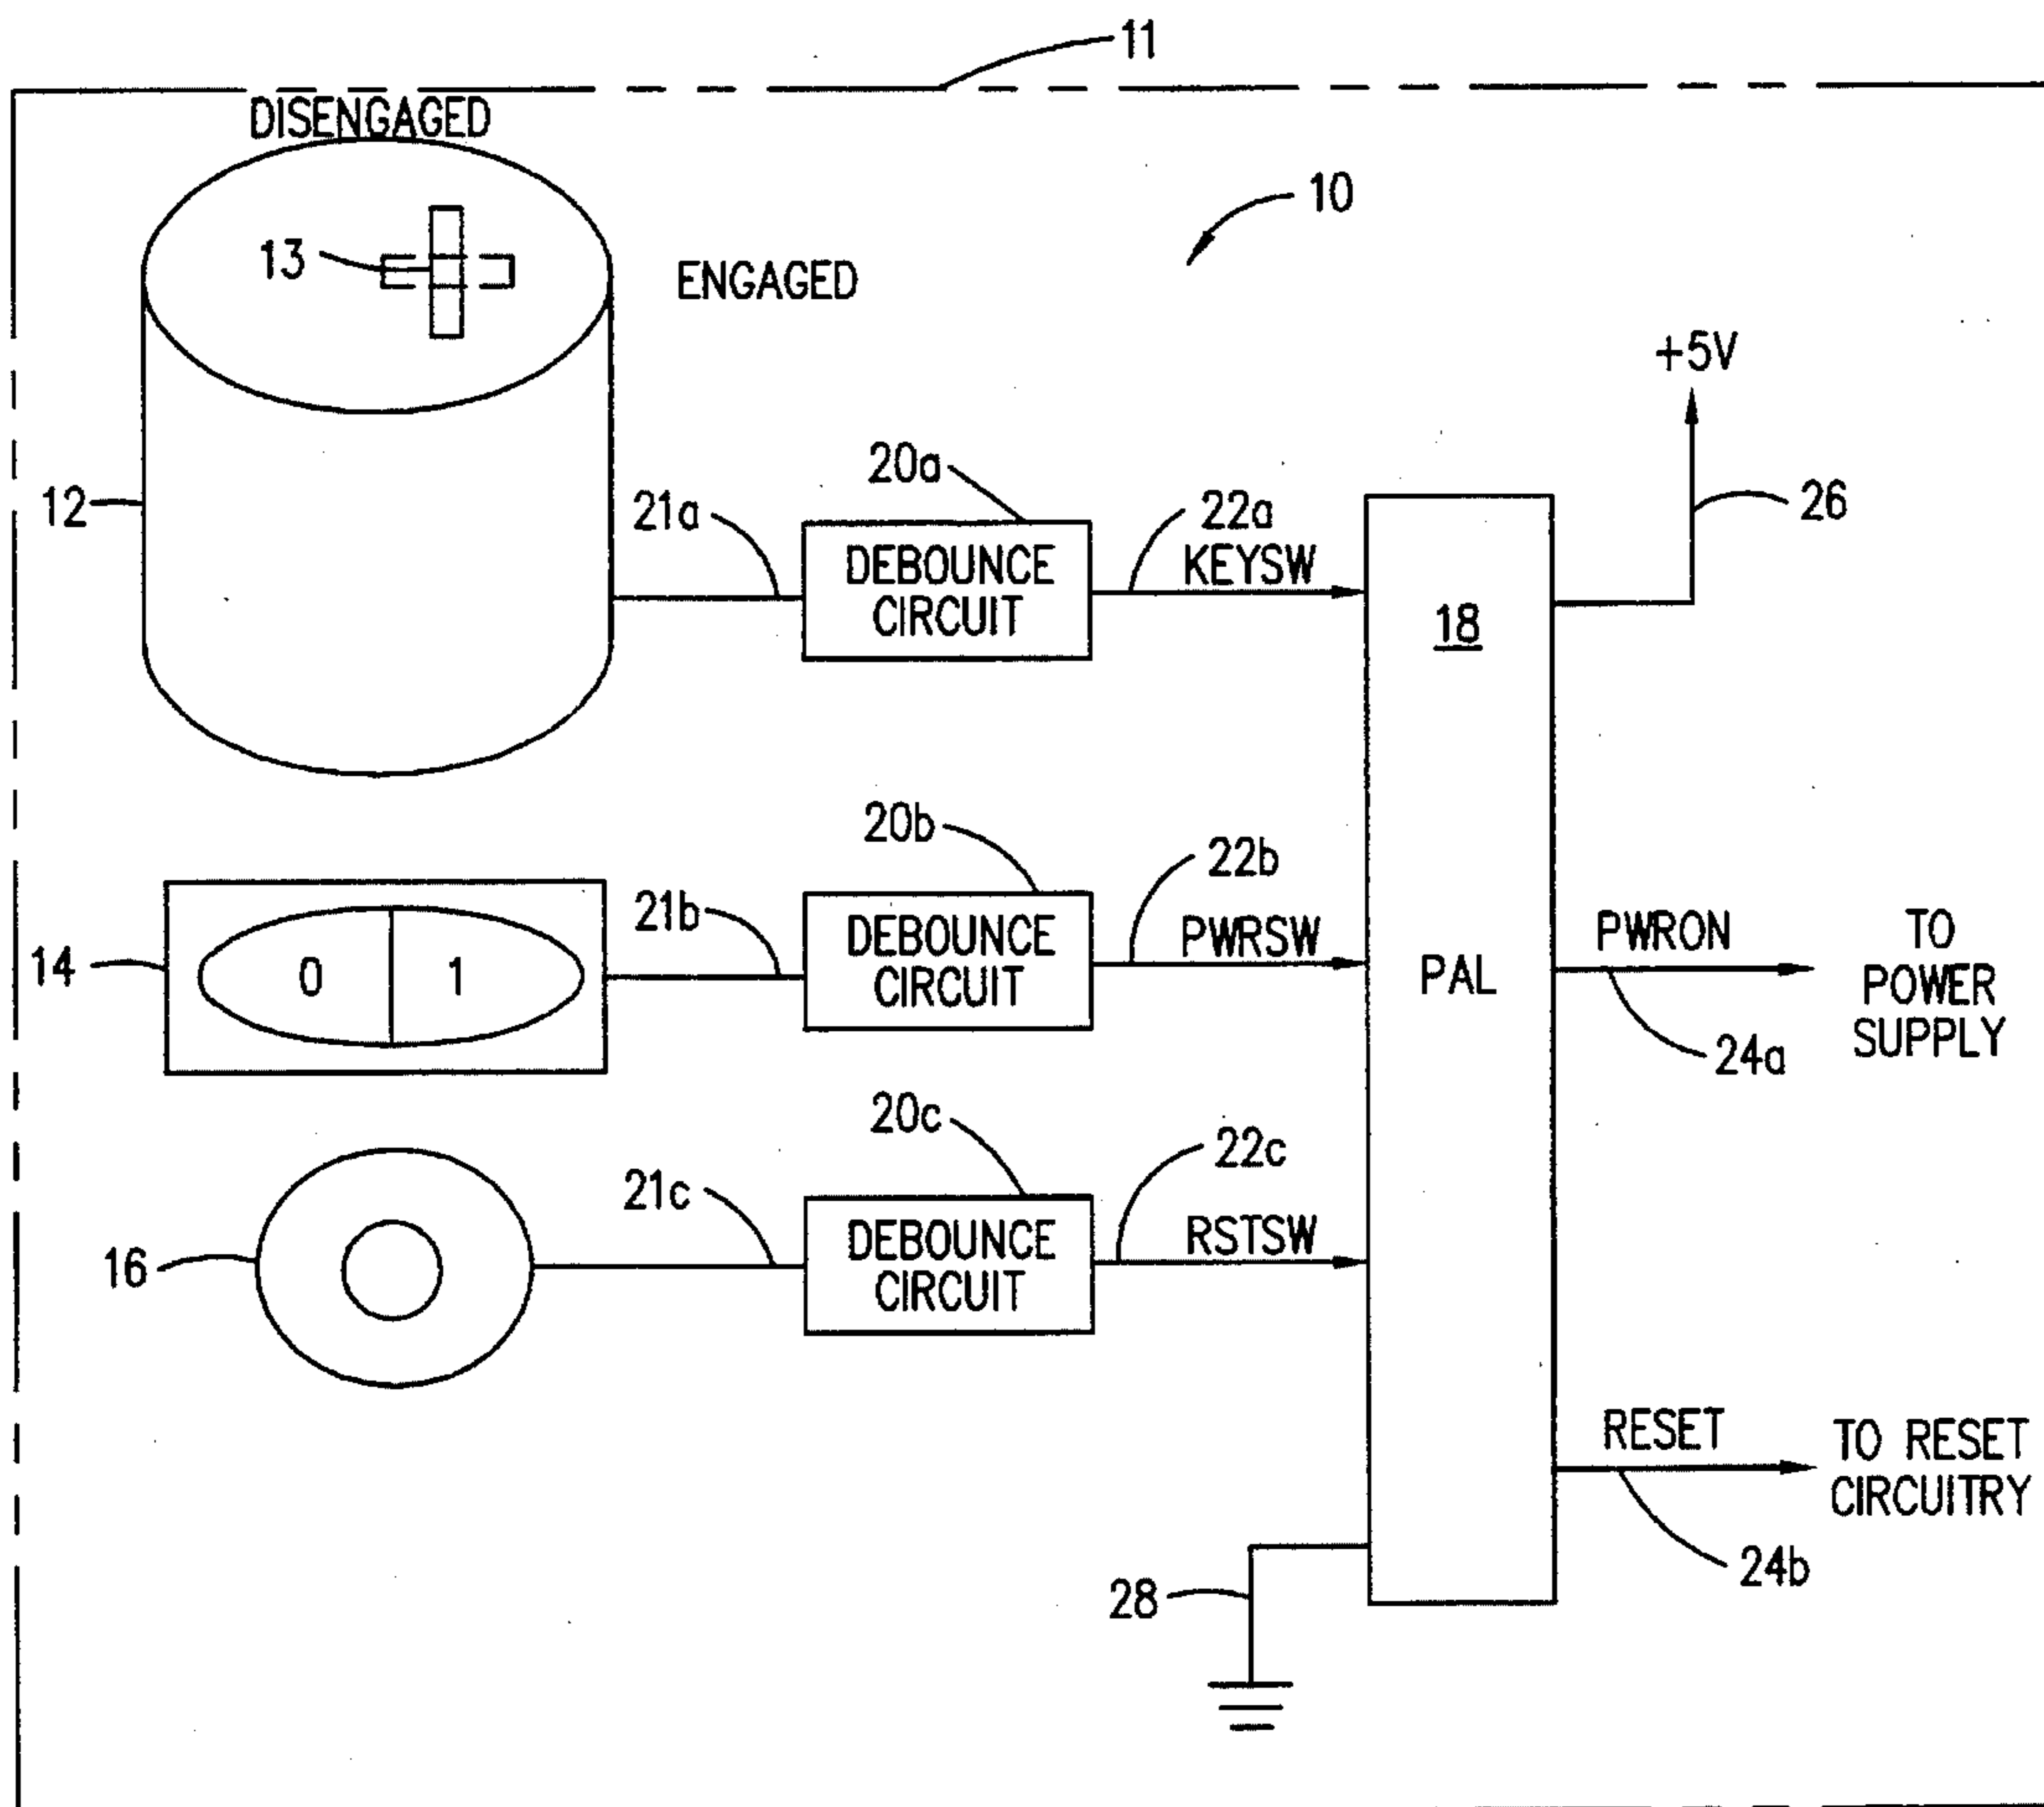 11
DISENGAGED
10
13
ENGAGED
+5V
12
20a
21a
22a
26
DEBOUNCE
CIRCUIT
KEYSW
18
20b
22b
14
0 1
21b
DEBOUNCE
CIRCUIT
PWRSW
PAL
PWRON
TO
POWER
SUPPLY
24a
20c
22c
16
21c
DEBOUNCE
CIRCUIT
RSTSW
RESET
TO RESET
CIRCUITRY
24b
28